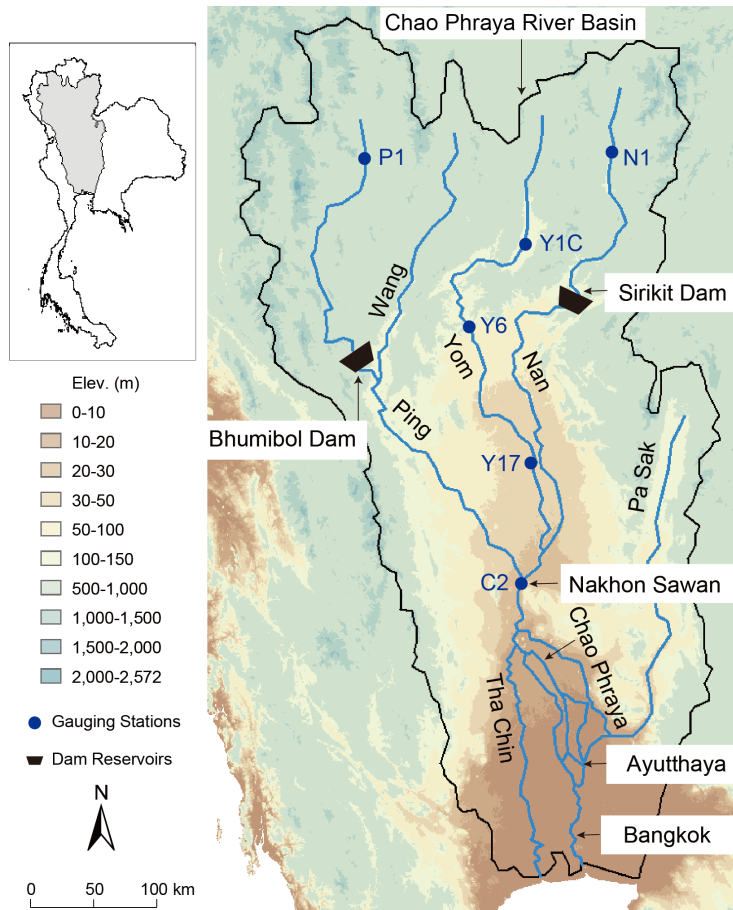 Chao Phraya River Basin
P1
N1
Y1C
Wang
Sirikit Dam
Y6
Yom
Nan
Elev. (m)
0-10
10-20
20-30
30-50
50-100
100-150
500-1,000
1,000-1,500
1,500-2,000
2,000-2,572
Ping
Bhumibol Dam
Y17
Pa Sak
C2
Nakhon Sawan
Chao Phraya
Tha Chin
Gauging Stations
Dam Reservoirs
Ayutthaya
N
Bangkok
0 50 100 km